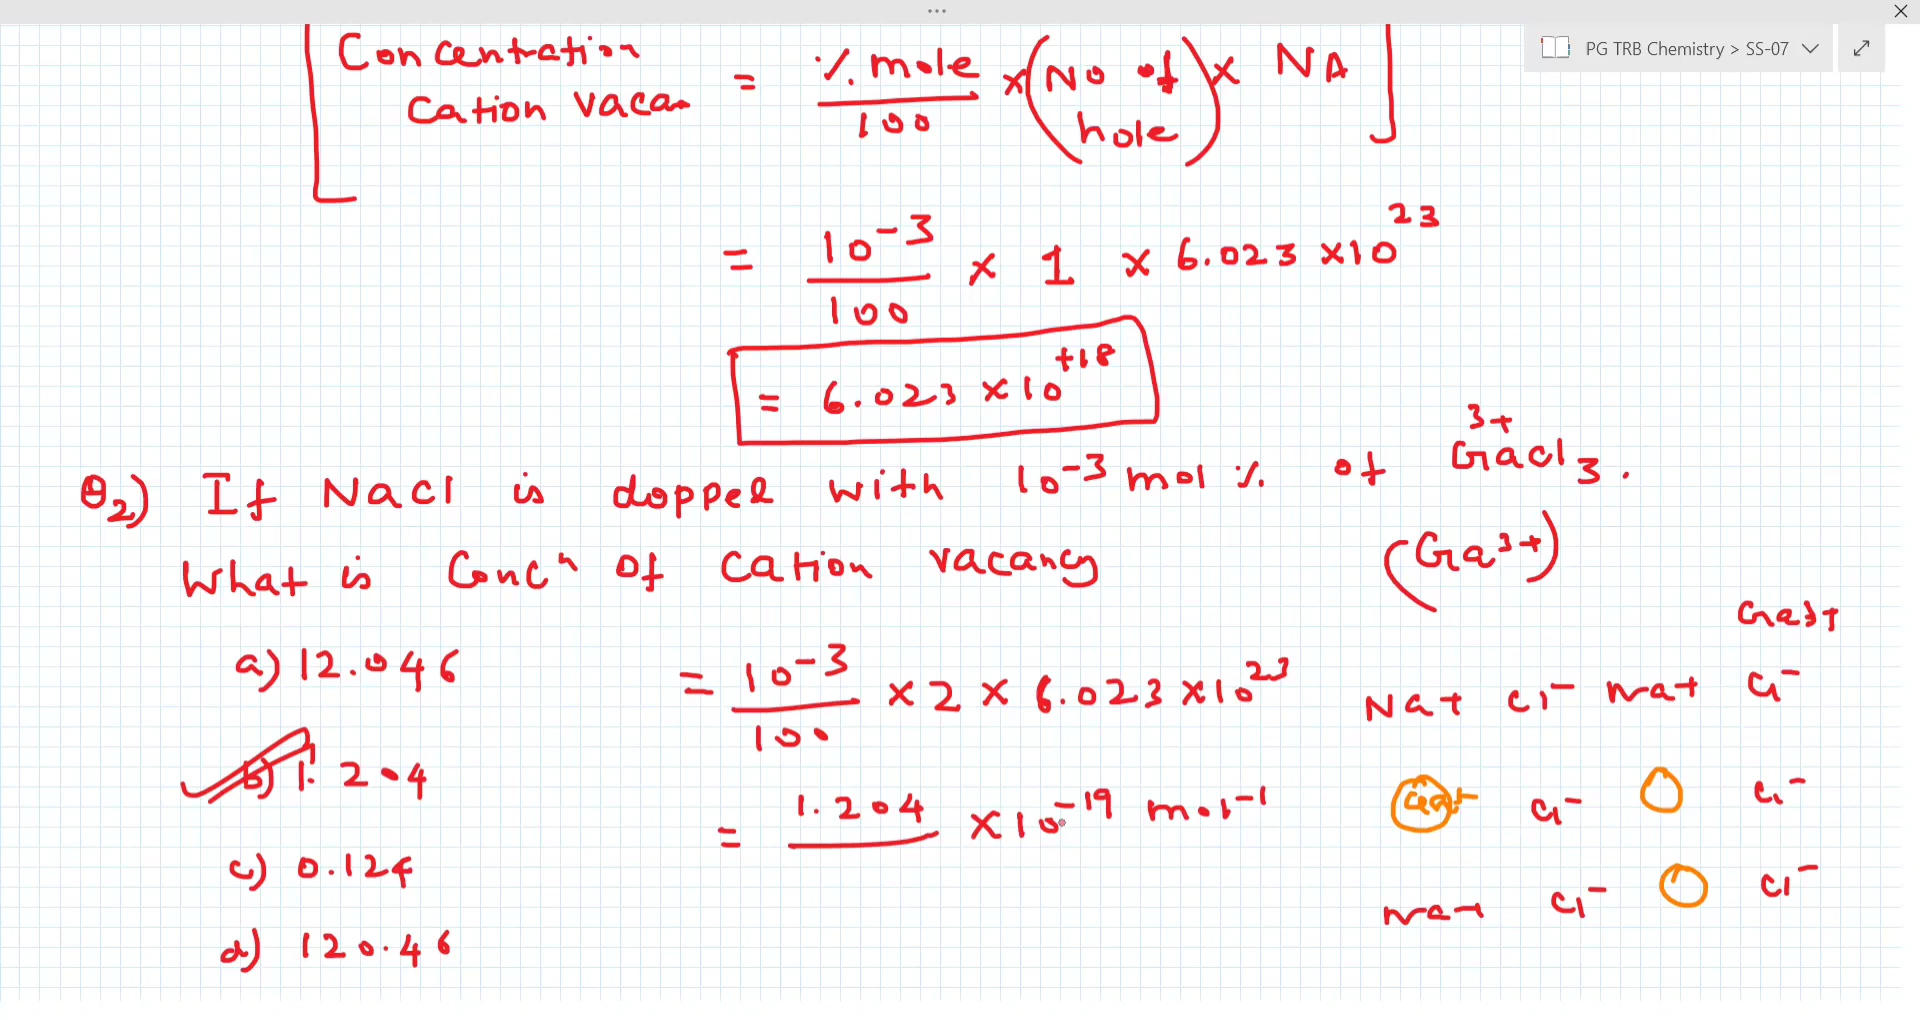 PG TRB Chemistry > SS-07
Concentration
Cation vacan = % mole / 100 × (No of hole) × NA
= 10⁻³ / 100 × 1 × 6.023 × 10²³
= 6.023 × 10⁺¹⁸
Q₂) If NaCl is doppel with 10⁻³ mol % of GaCl₃.
3+
What is Concⁿ of Cation vacancy (Ga³⁺)
Ga3+
a) 12.046
= 10⁻³ / 100 × 2 × 6.023 × 10²³
Na+ Cl⁻ Na+ Cl⁻
b) 1.204
= 1.204 × 10⁻¹⁹ mol⁻¹
Cl⁻ Cl⁻
c) 0.124
Na+ Cl⁻ Cl⁻
d) 120.46